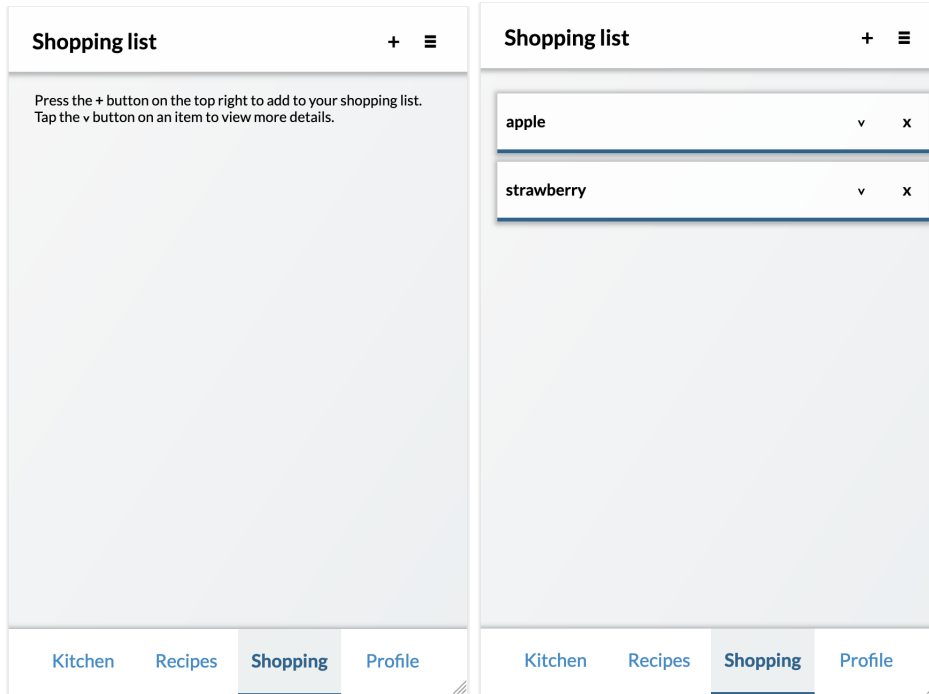 Shopping list + ≡
Press the + button on the top right to add to your shopping list.
Tap the v button on an item to view more details.
Kitchen Recipes Shopping Profile
Shopping list + ≡
apple v x
strawberry v x
Kitchen Recipes Shopping Profile